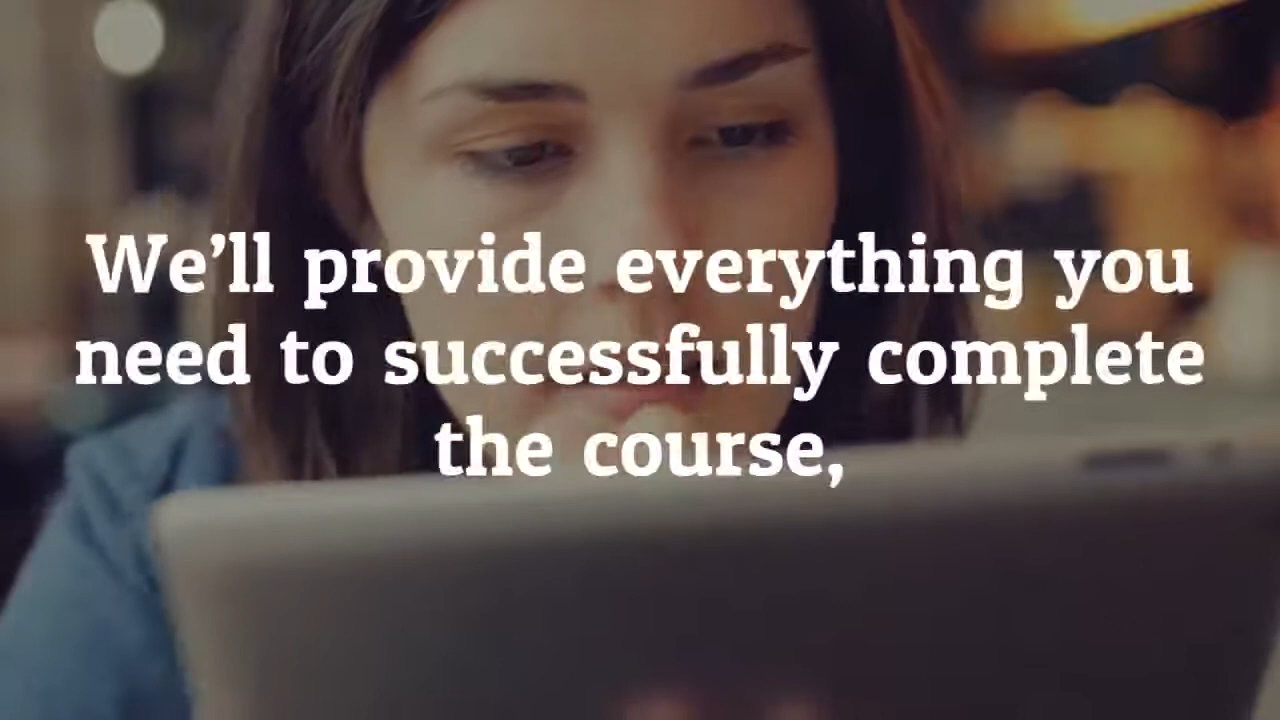 We’ll provide everything you
need to successfully complete
the course,